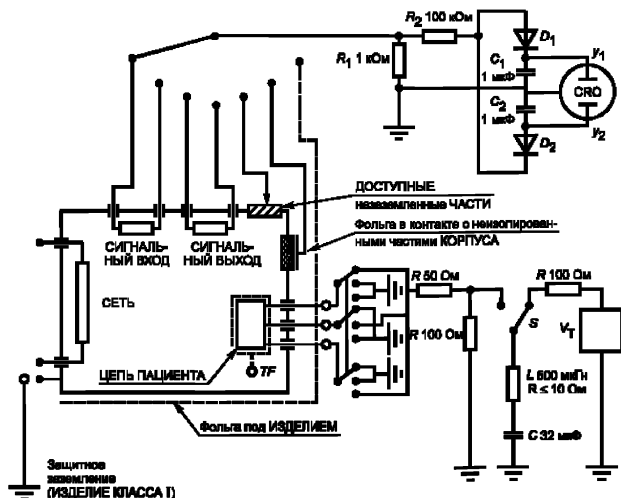 R2 100 кОм
D1
R1 1 кОм
C1
1 мкФ
y1
CRO
C2
1 мкФ
y2
D2
ДОСТУПНЫЕ
незаземленные ЧАСТИ
Фольга в контакте с неизолирован-
ными частями КОРПУСА
СИГНАЛЬ-
НЫЙ ВХОД
СИГНАЛЬ-
НЫЙ ВЫХОД
СЕТЬ
R 50 Ом
R 100 Ом
R 100 Ом
S
VT
L 500 мкГн
R ≤ 10 Ом
C 32 мкФ
ЦЕПЬ ПАЦИЕНТА
TF
Фольга под ИЗДЕЛИЕМ
Защитное
заземление
(ИЗДЕЛИЕ КЛАССА I)